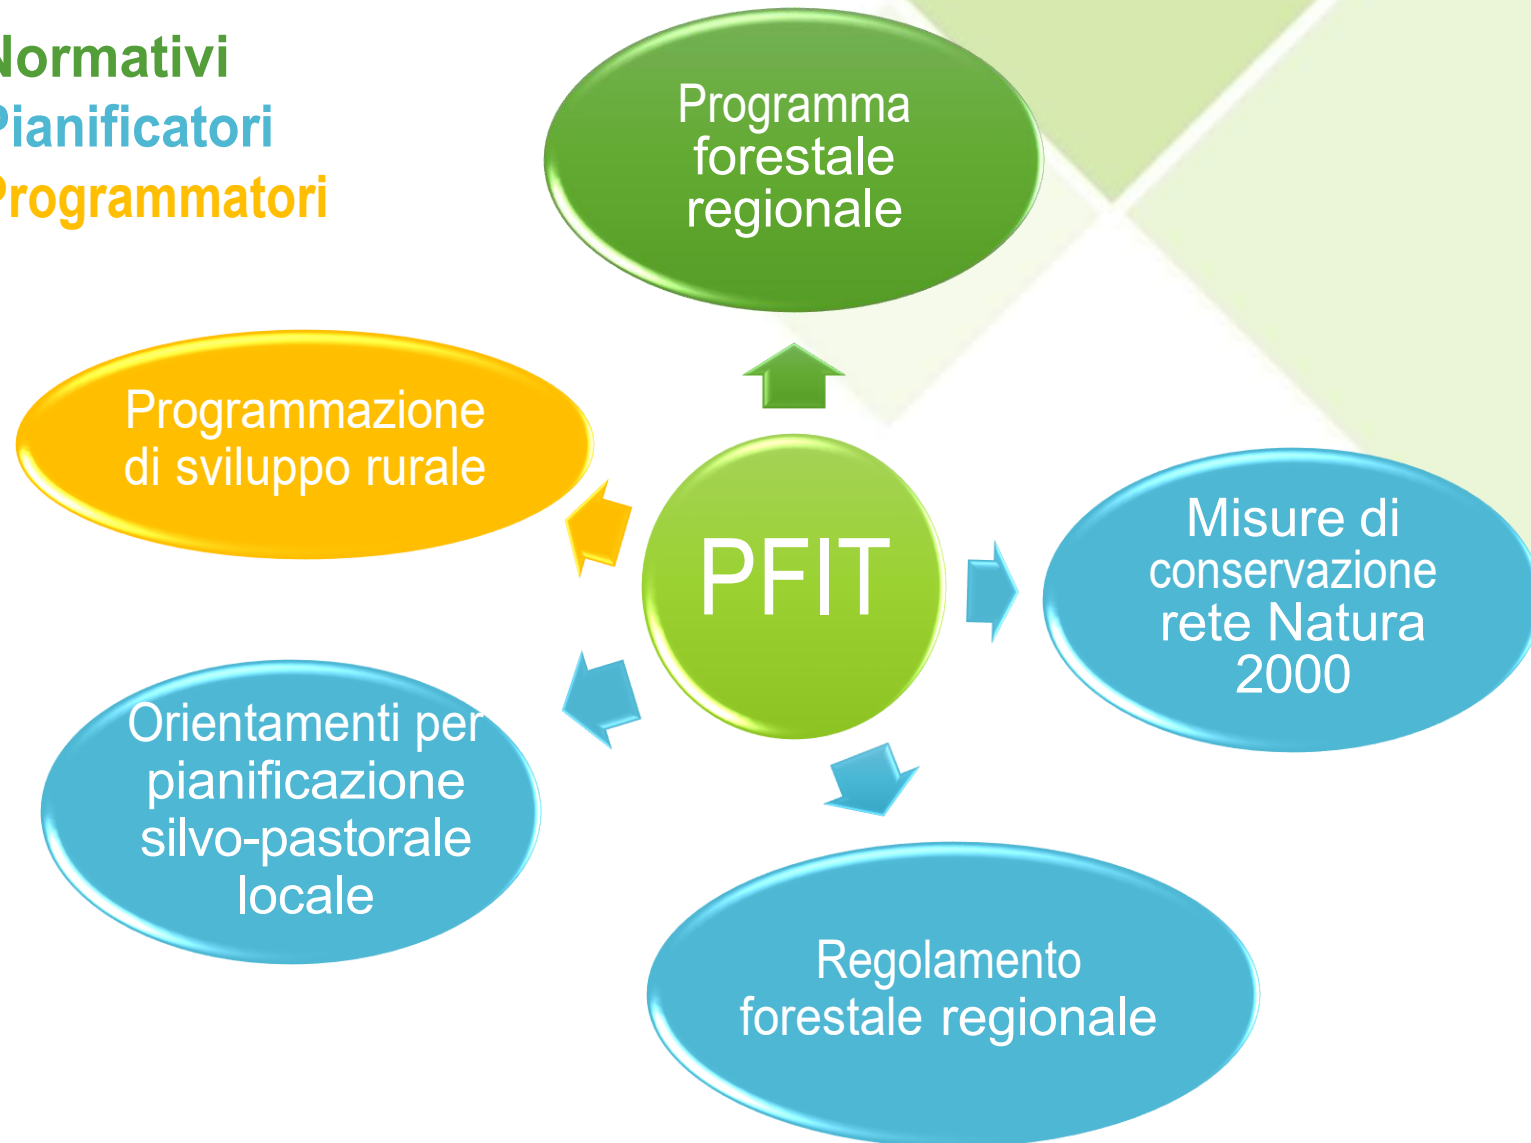 Normativi
Pianificatori
Programmatori
Programma
forestale
regionale
Programmazione
di sviluppo rurale
PFIT
Misure di
conservazione
rete Natura
2000
Orientamenti per
pianificazione
silvo-pastorale
locale
Regolamento
forestale regionale